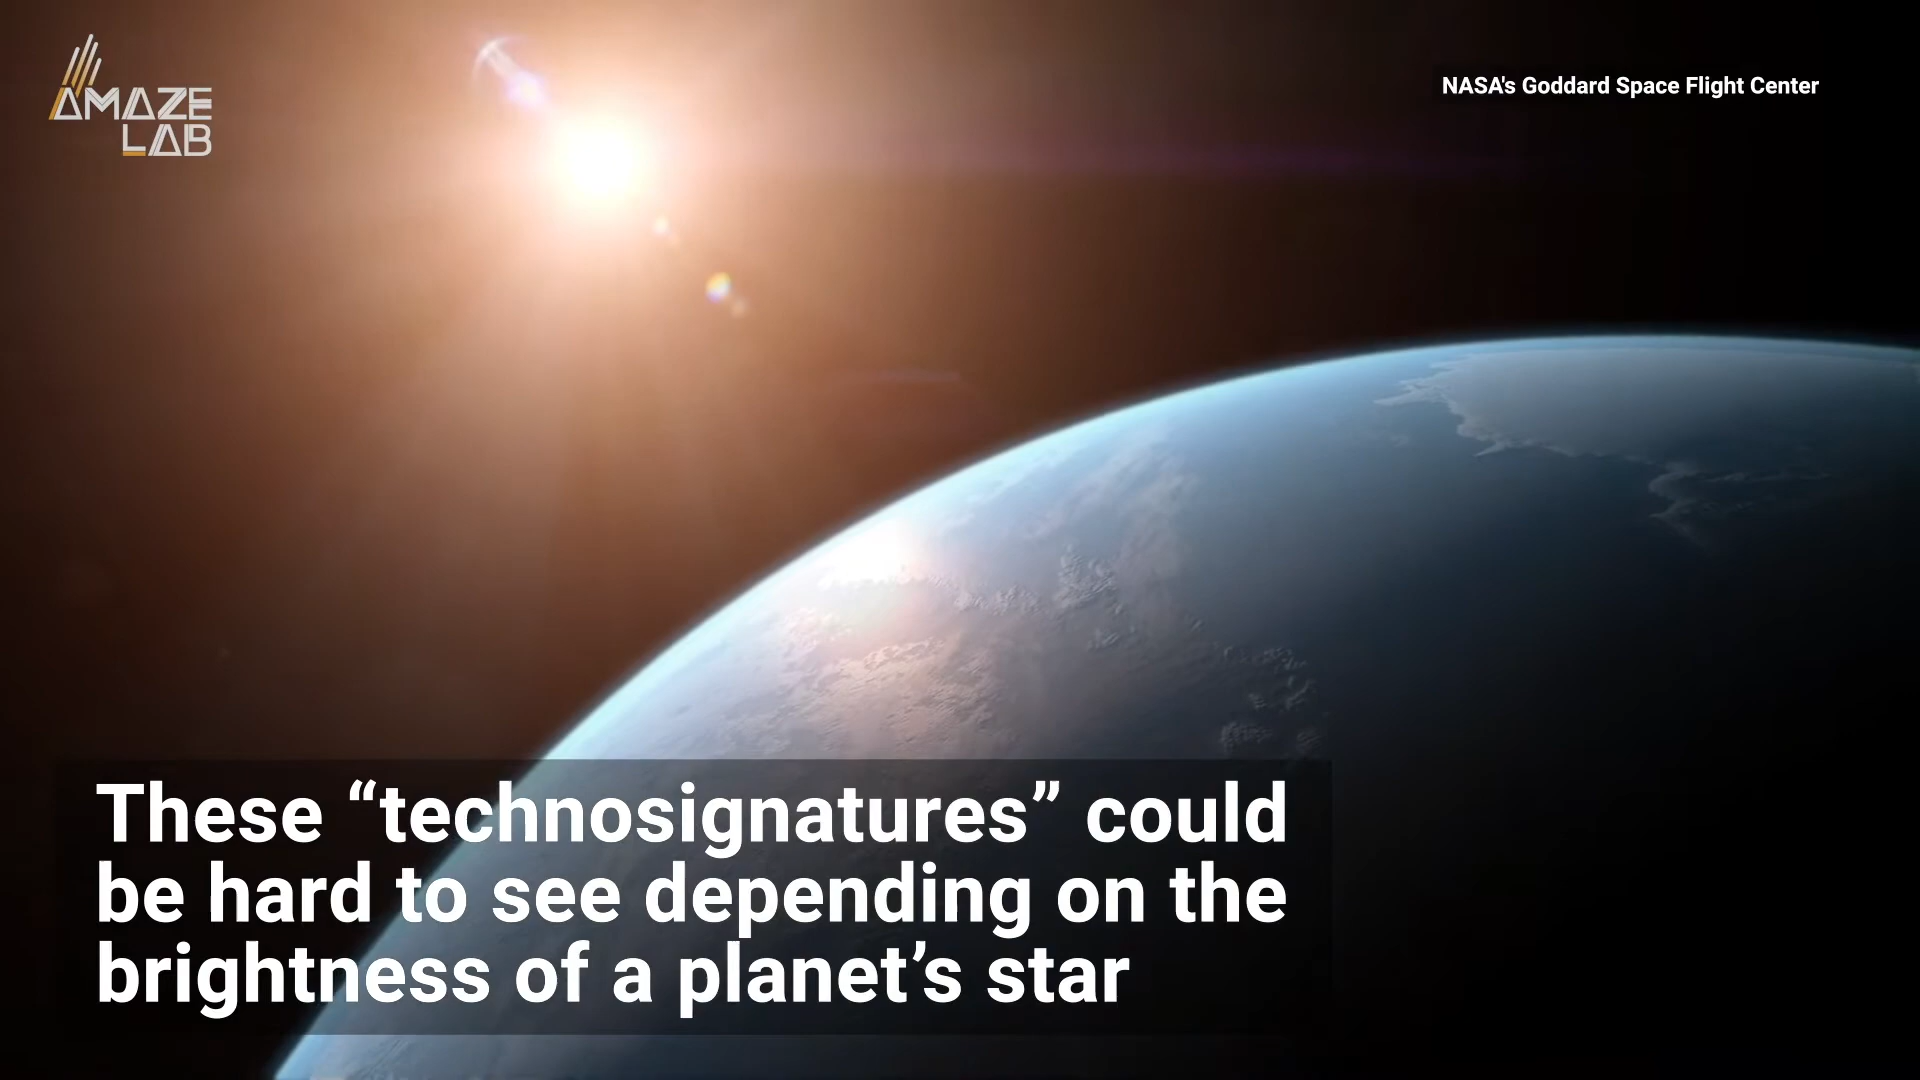 AMAZE
LAB
NASA's Goddard Space Flight Center
These “technosignatures” could
be hard to see depending on the
brightness of a planet’s star